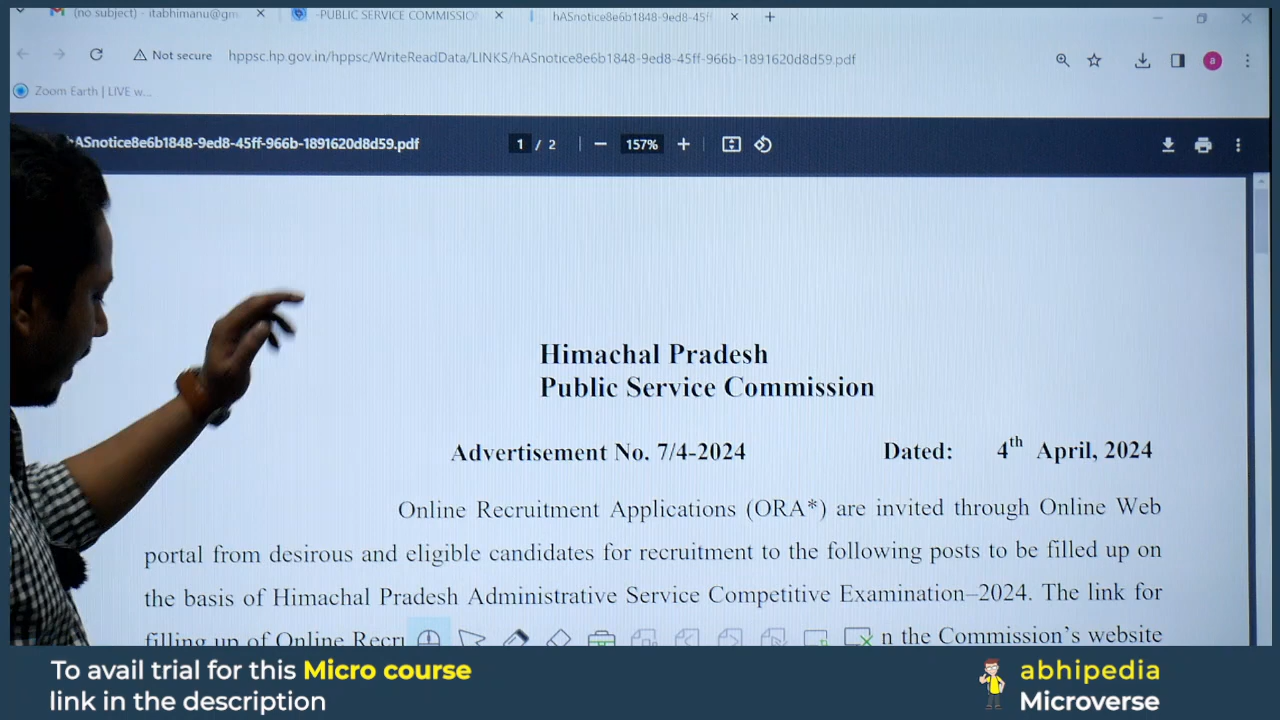 (no subject) - itabhimanu@gm
-PUBLIC SERVICE COMMISSION
hASnotice8e6b1848-9ed8-45ff
Not secure
hppsc.hp.gov.in/hppsc/WriteReadData/LINKS/hASnotice8e6b1848-9ed8-45ff-966b-1891620d8d59.pdf
a
Zoom Earth | LIVE w...
hASnotice8e6b1848-9ed8-45ff-966b-1891620d8d59.pdf
1 / 2
157%
Himachal Pradesh
Public Service Commission
Advertisement No. 7/4-2024 Dated: 4th April, 2024
Online Recruitment Applications (ORA*) are invited through Online Web
portal from desirous and eligible candidates for recruitment to the following posts to be filled up on
the basis of Himachal Pradesh Administrative Service Competitive Examination–2024. The link for
filling up of Online Recr n the Commission's website
To avail trial for this Micro course
link in the description
abhipedia
Microverse